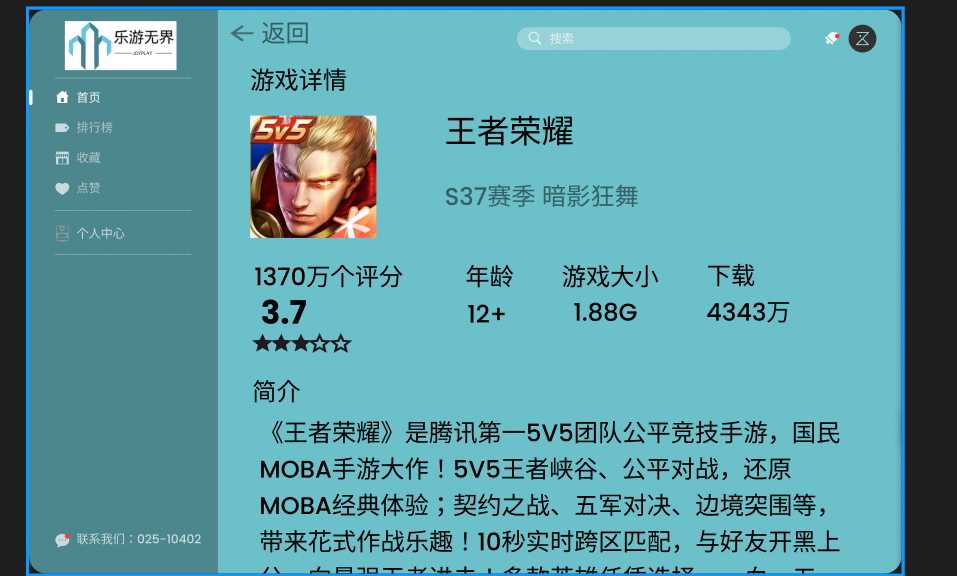 乐游无界
JOYPLAY
首页
排行榜
收藏
点赞
个人中心
联系我们：025-10402
返回
搜索
游戏详情
5v5
王者荣耀
S37赛季 暗影狂舞
1370万个评分
3.7
年龄
12+
游戏大小
1.88G
下载
4343万
简介
《王者荣耀》是腾讯第一5V5团队公平竞技手游，国民
MOBA手游大作！5V5王者峡谷、公平对战，还原
MOBA经典体验；契约之战、五军对决、边境突围等，
带来花式作战乐趣！10秒实时跨区匹配，与好友开黑上